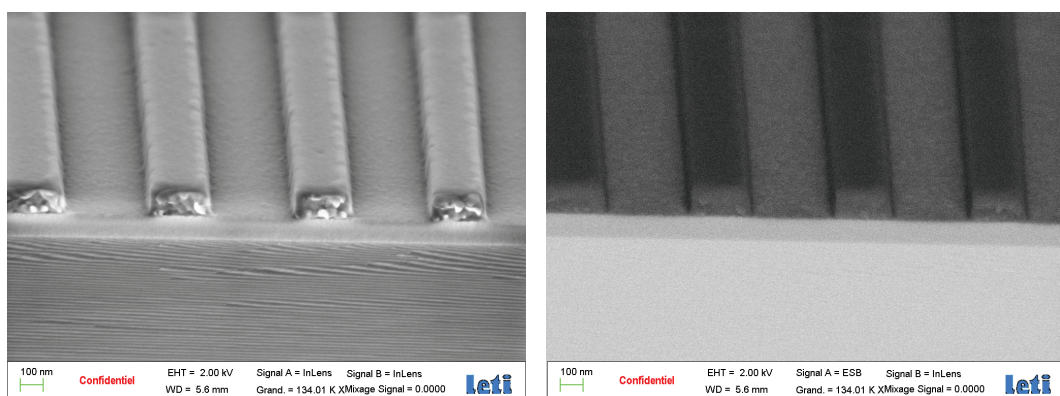 100 nm
Confidentiel
EHT = 2.00 kV Signal A = InLens Signal B = InLens
WD = 5.6 mm Grand. = 134.01 K X Mixage Signal = 0.0000
leti
100 nm
Confidentiel
EHT = 2.00 kV Signal A = ESB Signal B = InLens
WD = 5.6 mm Grand. = 134.01 K X Mixage Signal = 0.0000
leti